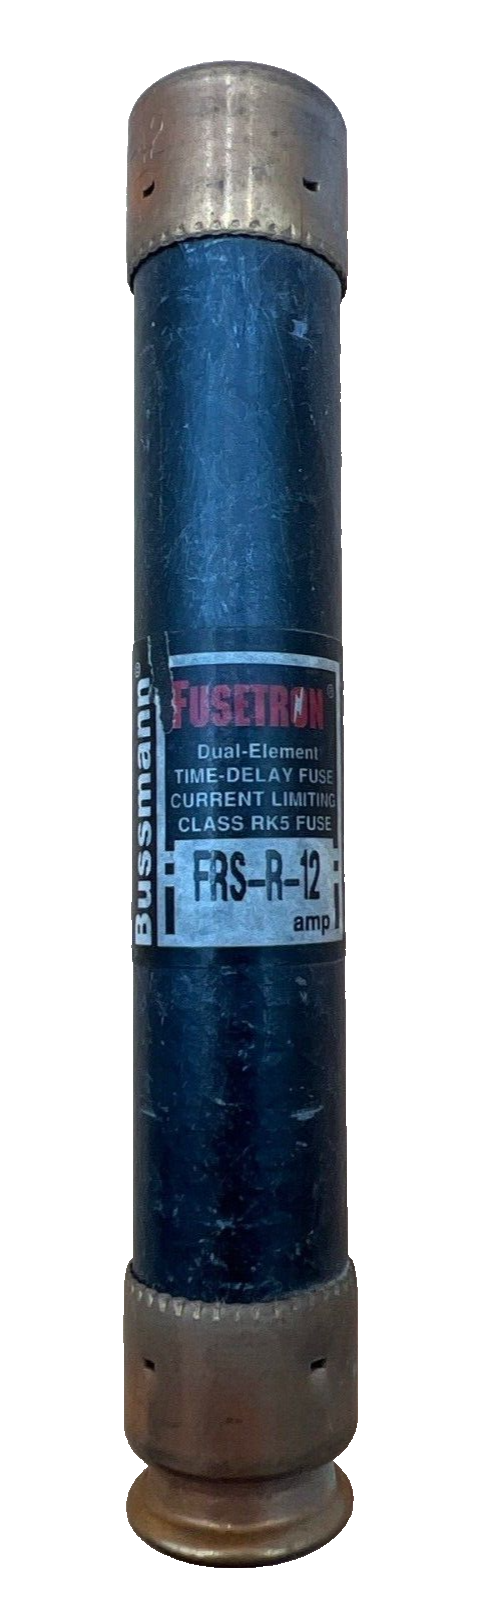 Bussmann®
FUSETRON®
Dual-Element
TIME-DELAY FUSE
CURRENT LIMITING
CLASS RK5 FUSE
FRS-R-12
amp